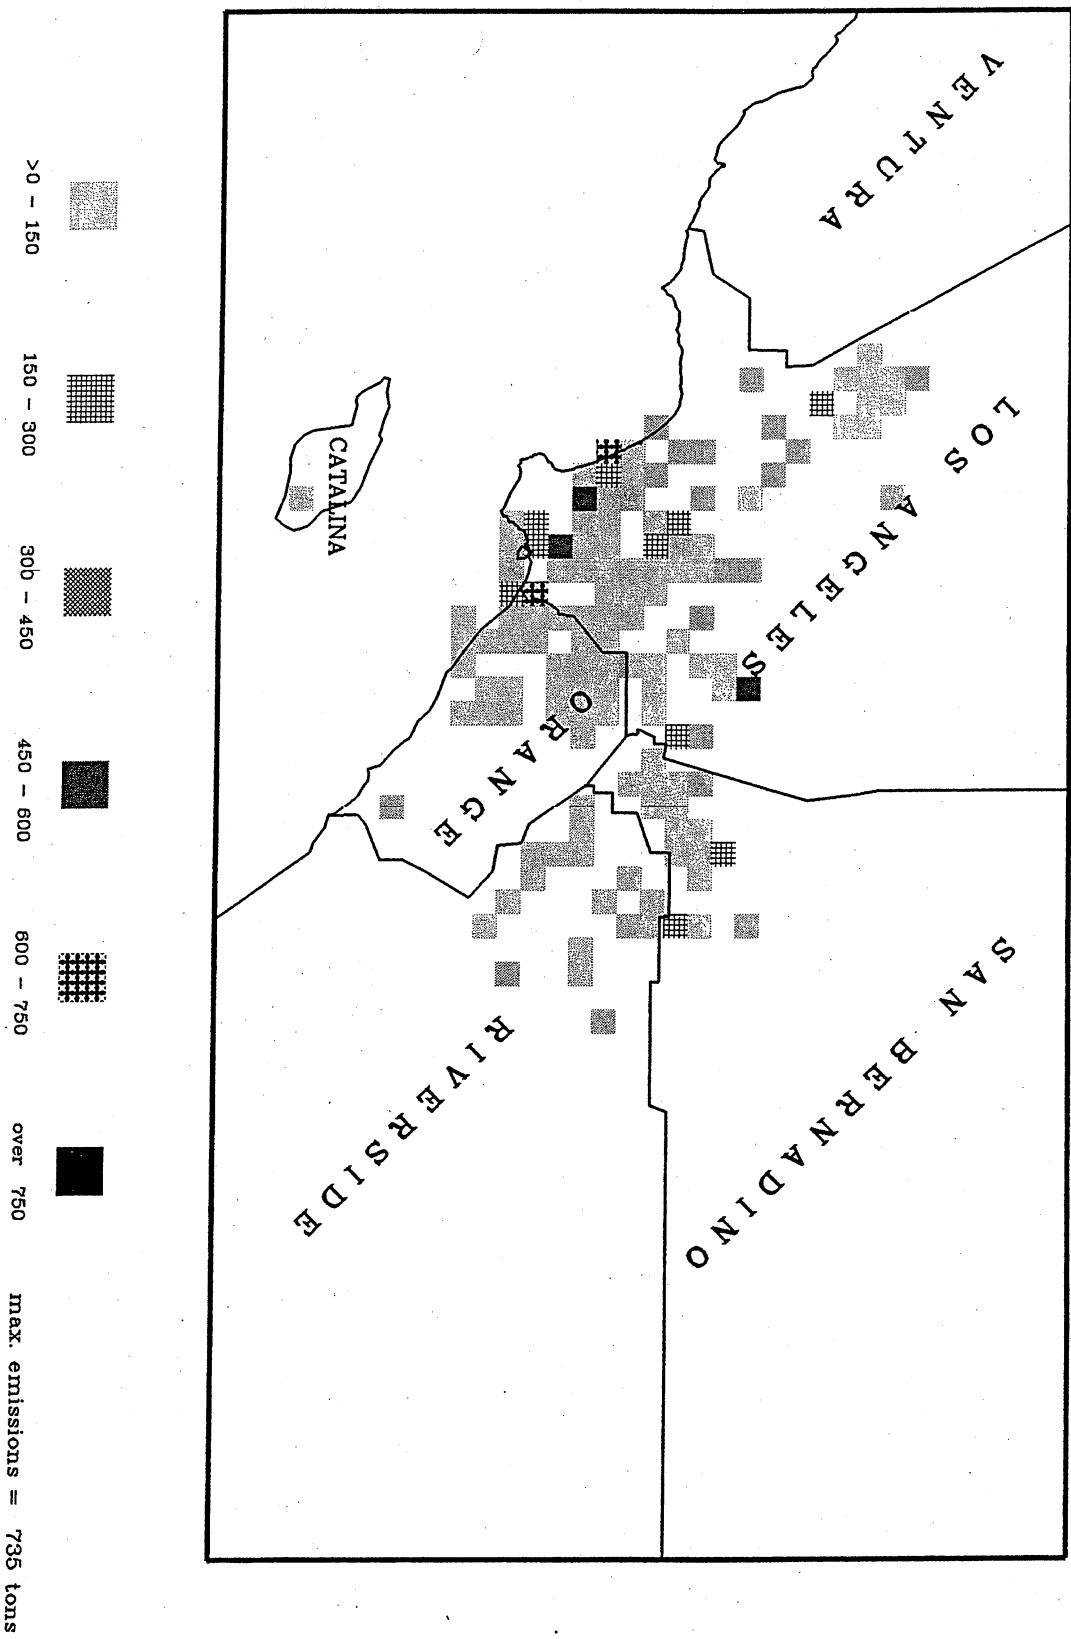 VENTURA
LOS ANGELES
SAN BERNADINO
CATALINA
ORANGE
RIVERSIDE
>0 - 150
150 - 300
300 - 450
450 - 600
600 - 750
over 750
max. emissions = 735 tons